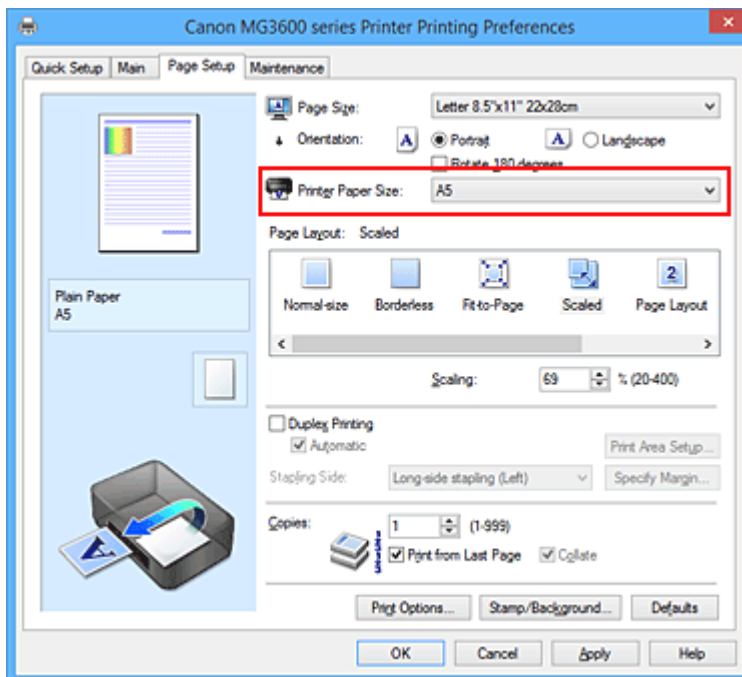 Canon MG3600 series Printer Printing Preferences
Quick Setup Main Page Setup Maintenance
Page Size: Letter 8.5"x11" 22x28cm
Orientation: A Portrait A Landscape
Rotate 180 degrees
Printer Paper Size: A5
Page Layout: Scaled
Normal-size Borderless Fit-to-Page Scaled Page Layout
Plain Paper
A5
Scaling: 69 % (20-400)
Duplex Printing
Automatic Print Area Setup...
Stapling Side: Long-side stapling (Left) Specify Margin...
Copies: 1 (1-999)
Print from Last Page Collate
Print Options... Stamp/Background... Defaults
OK Cancel Apply Help